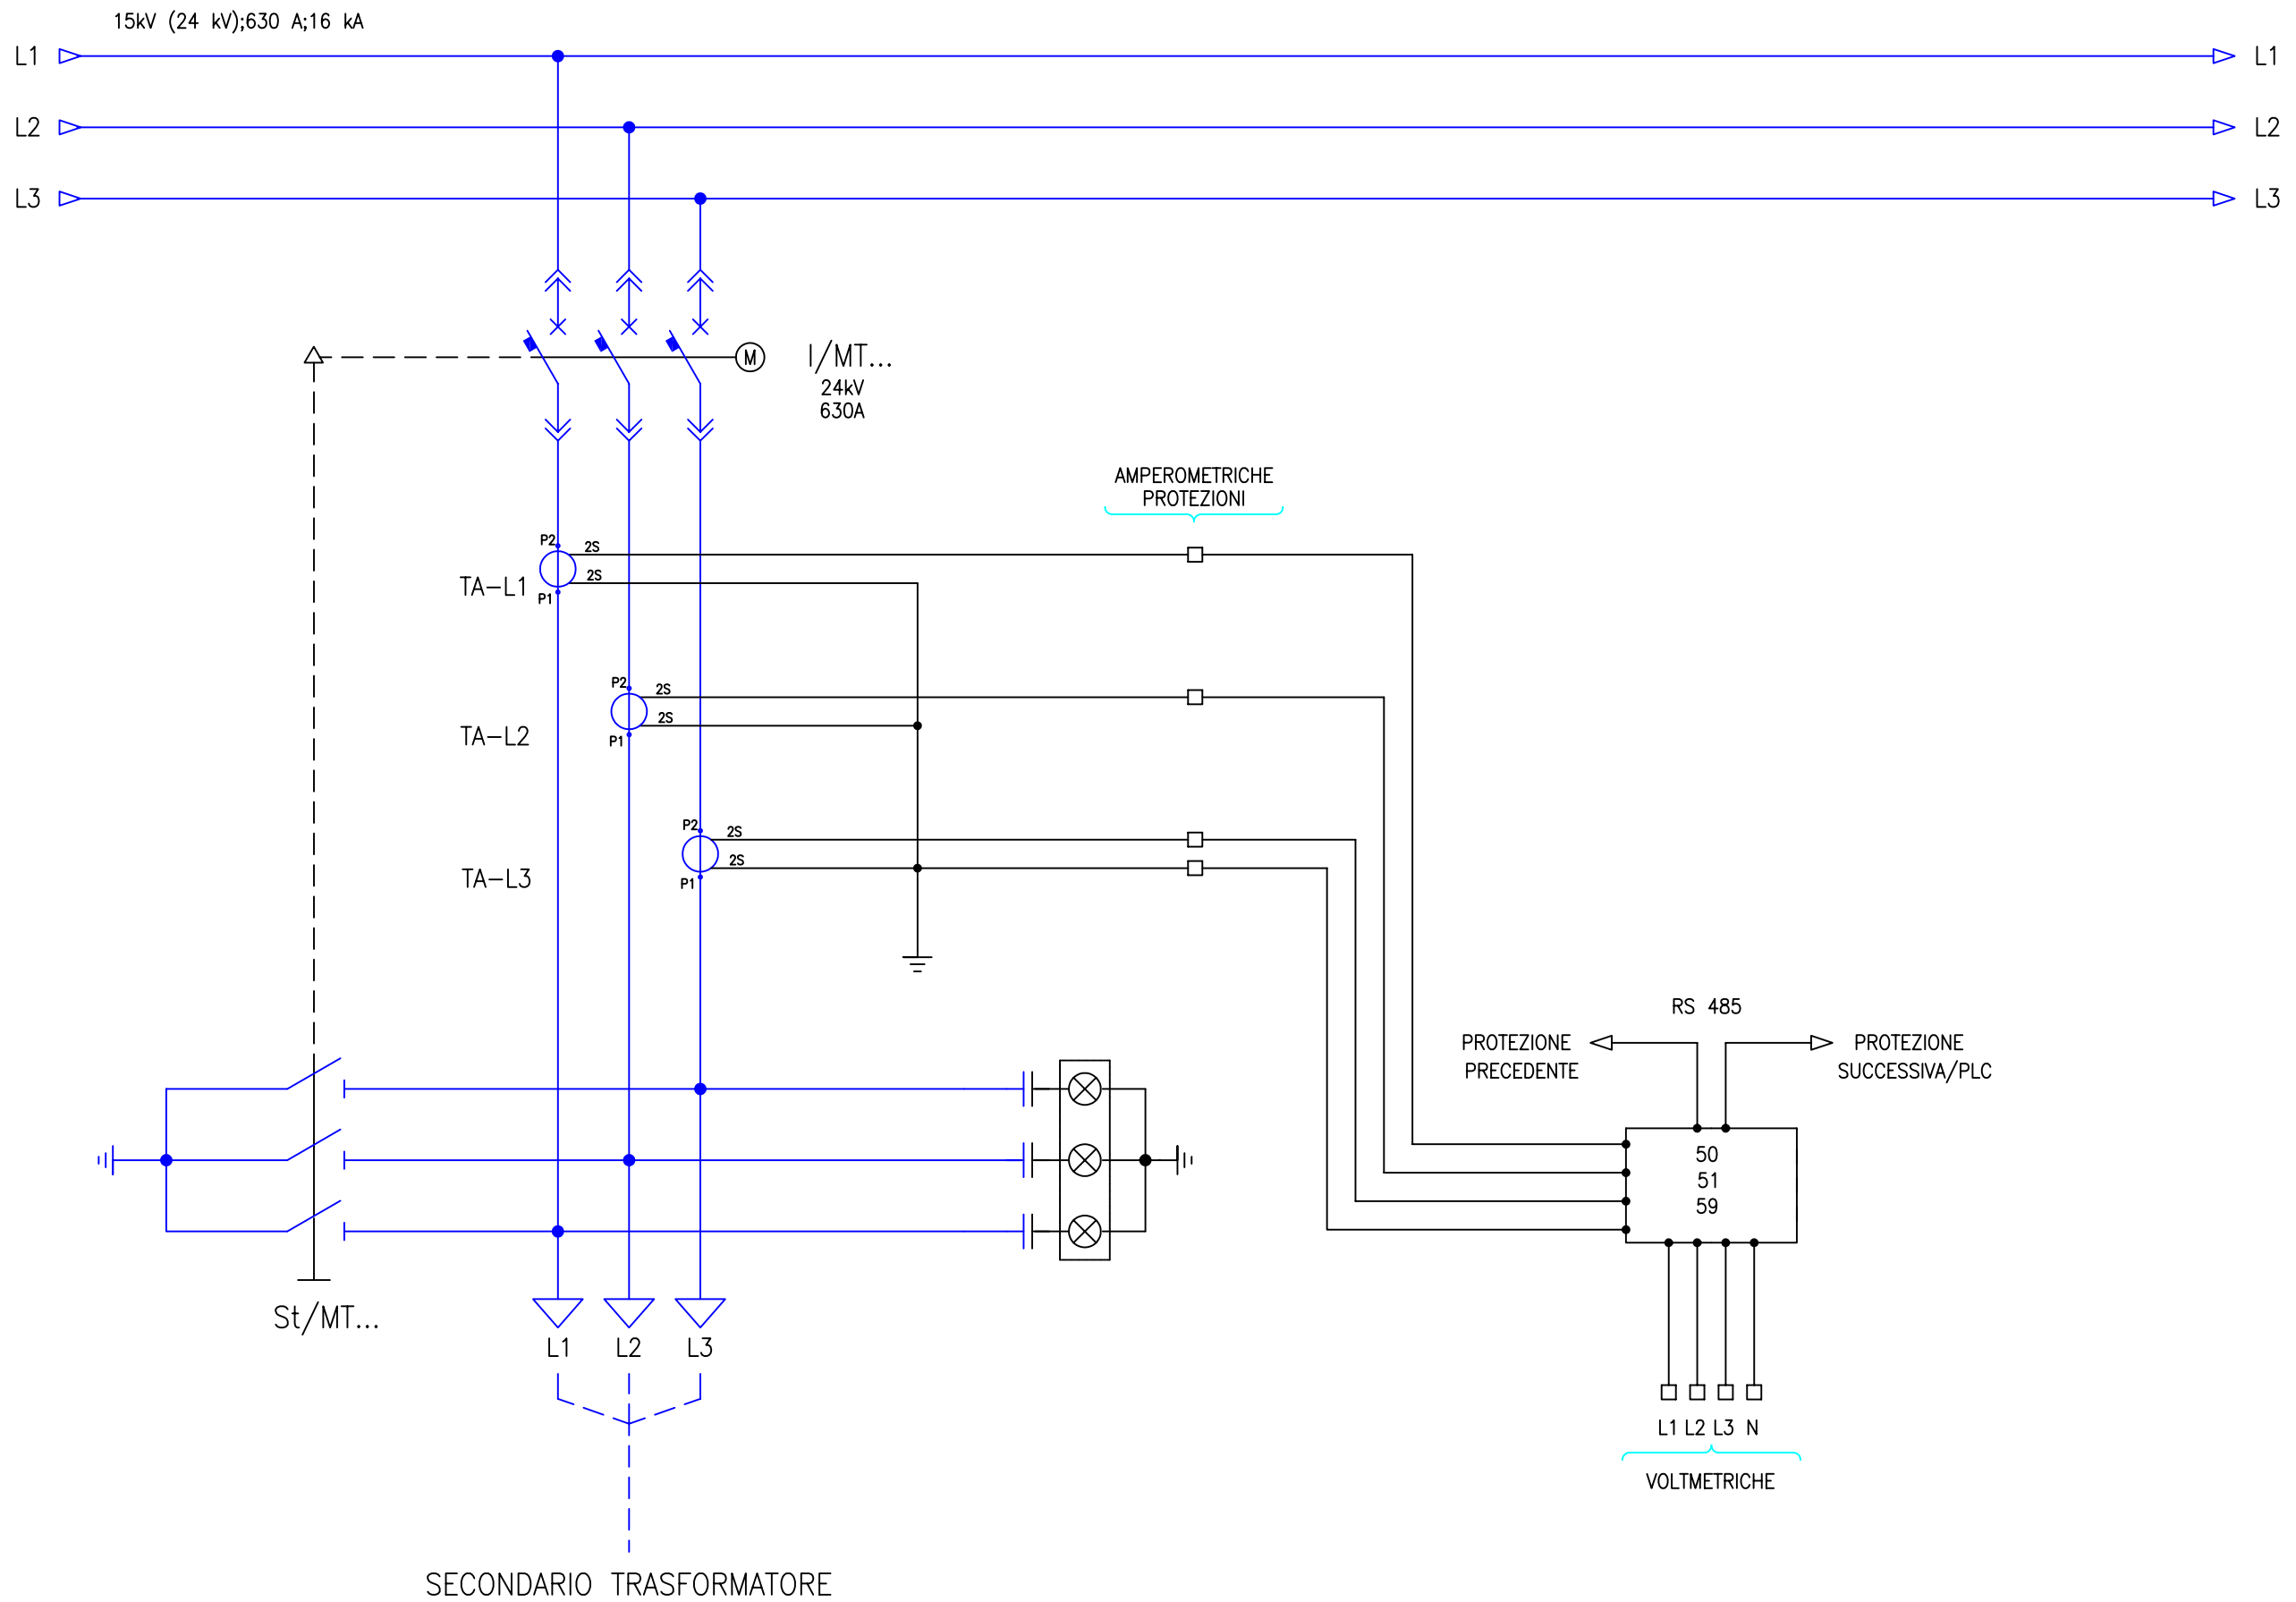 15kV (24 kV);630 A;16 kA
L1
L1
L2
L2
L3
L3
M
I/MT...
24kV
630A
AMPEROMETRICHE
PROTEZIONI
P2
2S
2S
TA-L1
P1
P2
2S
2S
TA-L2
P1
P2
2S
2S
TA-L3
P1
RS 485
PROTEZIONE
PRECEDENTE
PROTEZIONE
SUCCESSIVA/PLC
50
51
59
St/MT...
L1
L2
L3
L1 L2 L3 N
VOLTMETRICHE
SECONDARIO TRASFORMATORE